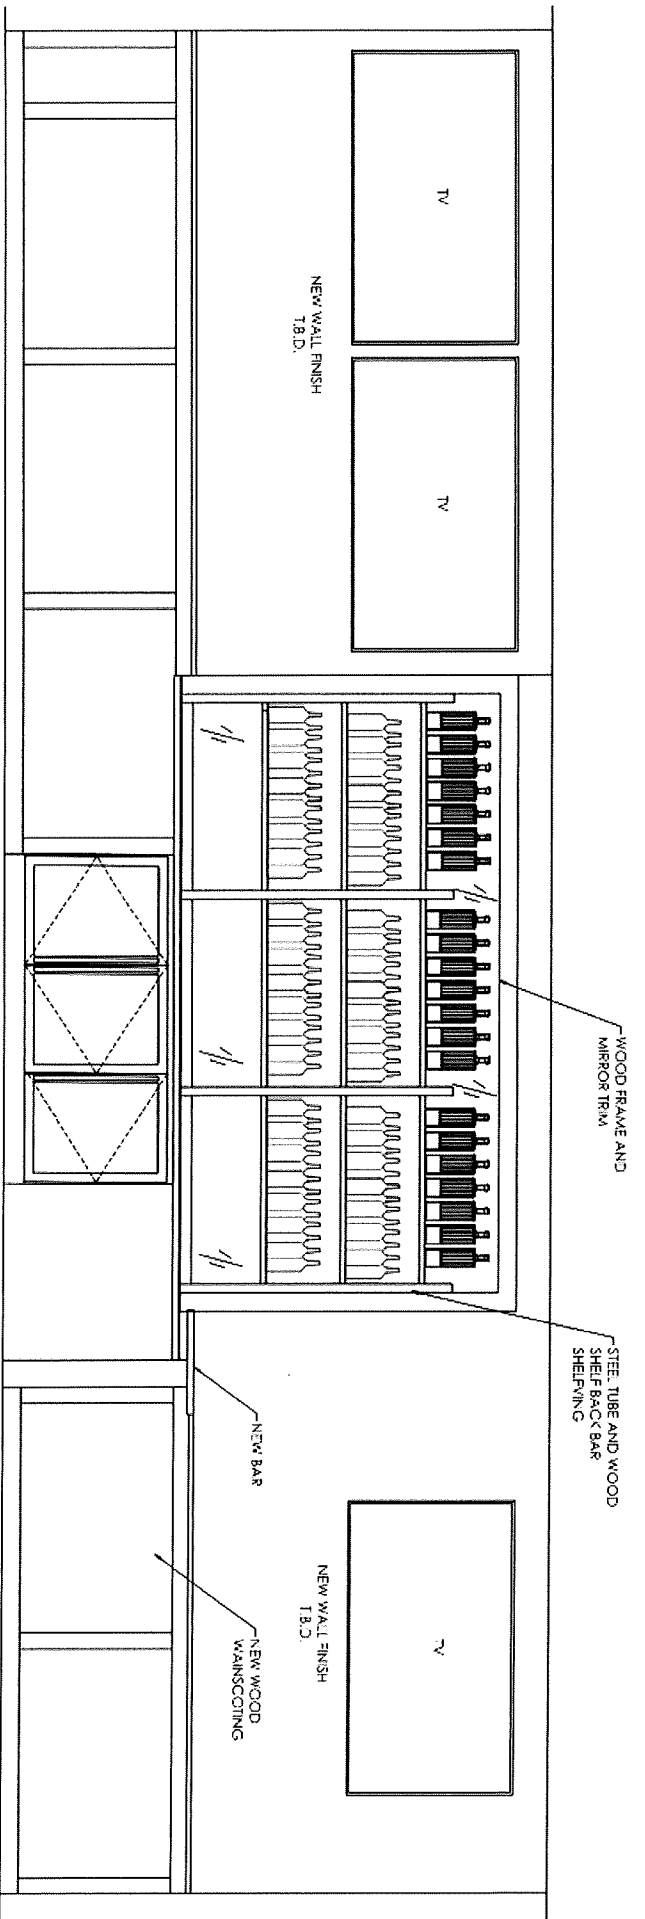 WOOD FRAME AND
MIRROR TRIM
STEEL TUBE AND WOOD
SHELF BACK BAR
SHELFVING
TV
TV
TV
NEW WALL FINISH
T.B.D.
NEW WALL FINISH
T.B.D.
NEW BAR
NEW WOOD
WAINSCOTING